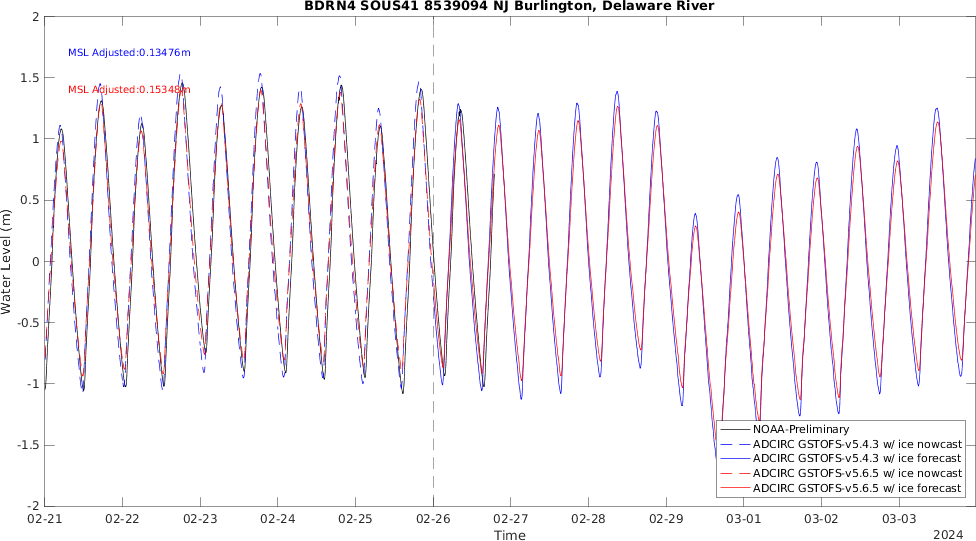 BDRN4 SOUS41 8539094 NJ Burlington, Delaware River
2
MSL Adjusted:0.13476m
1.5
MSL Adjusted:0.15348m
1
0.5
Water Level (m)
0
-0.5
-1
NOAA-Preliminary
-1.5
ADCIRC GSTOFS-v5.4.3 w/ ice nowcast
ADCIRC GSTOFS-v5.4.3 w/ ice forecast
ADCIRC GSTOFS-v5.6.5 w/ ice nowcast
ADCIRC GSTOFS-v5.6.5 w/ ice forecast
-2
02-21 02-22 02-23 02-24 02-25 02-26 02-27 02-28 02-29 03-01 03-02 03-03
Time
2024